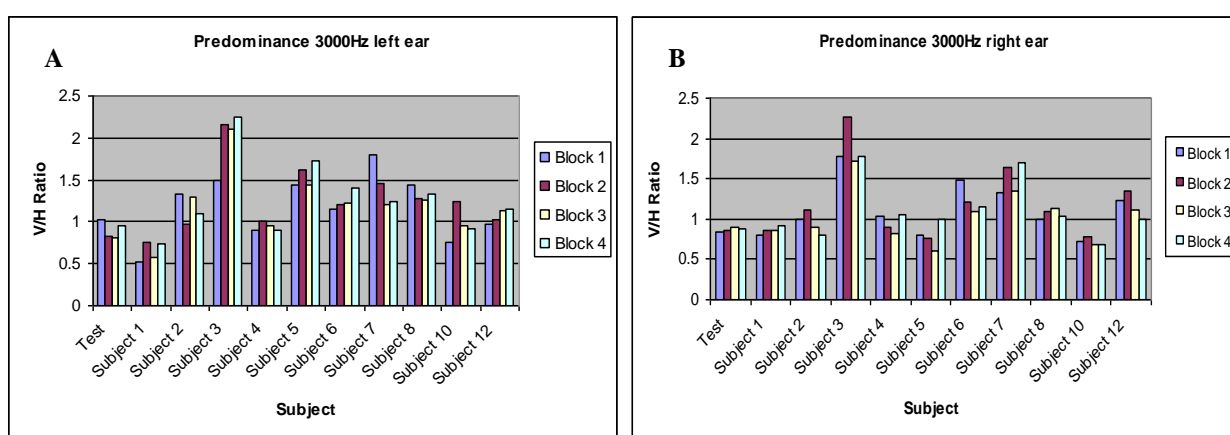 A
Predominance 3000Hz left ear
V/H Ratio
2.5
2
1.5
1
0.5
0
Test
Subject 1
Subject 2
Subject 3
Subject 4
Subject 5
Subject 6
Subject 7
Subject 8
Subject 10
Subject 12
Subject
Block 1
Block 2
Block 3
Block 4
B
Predominance 3000Hz right ear
V/H Ratio
2.5
2
1.5
1
0.5
0
Test
Subject 1
Subject 2
Subject 3
Subject 4
Subject 5
Subject 6
Subject 7
Subject 8
Subject 10
Subject 12
Subject
Block 1
Block 2
Block 3
Block 4